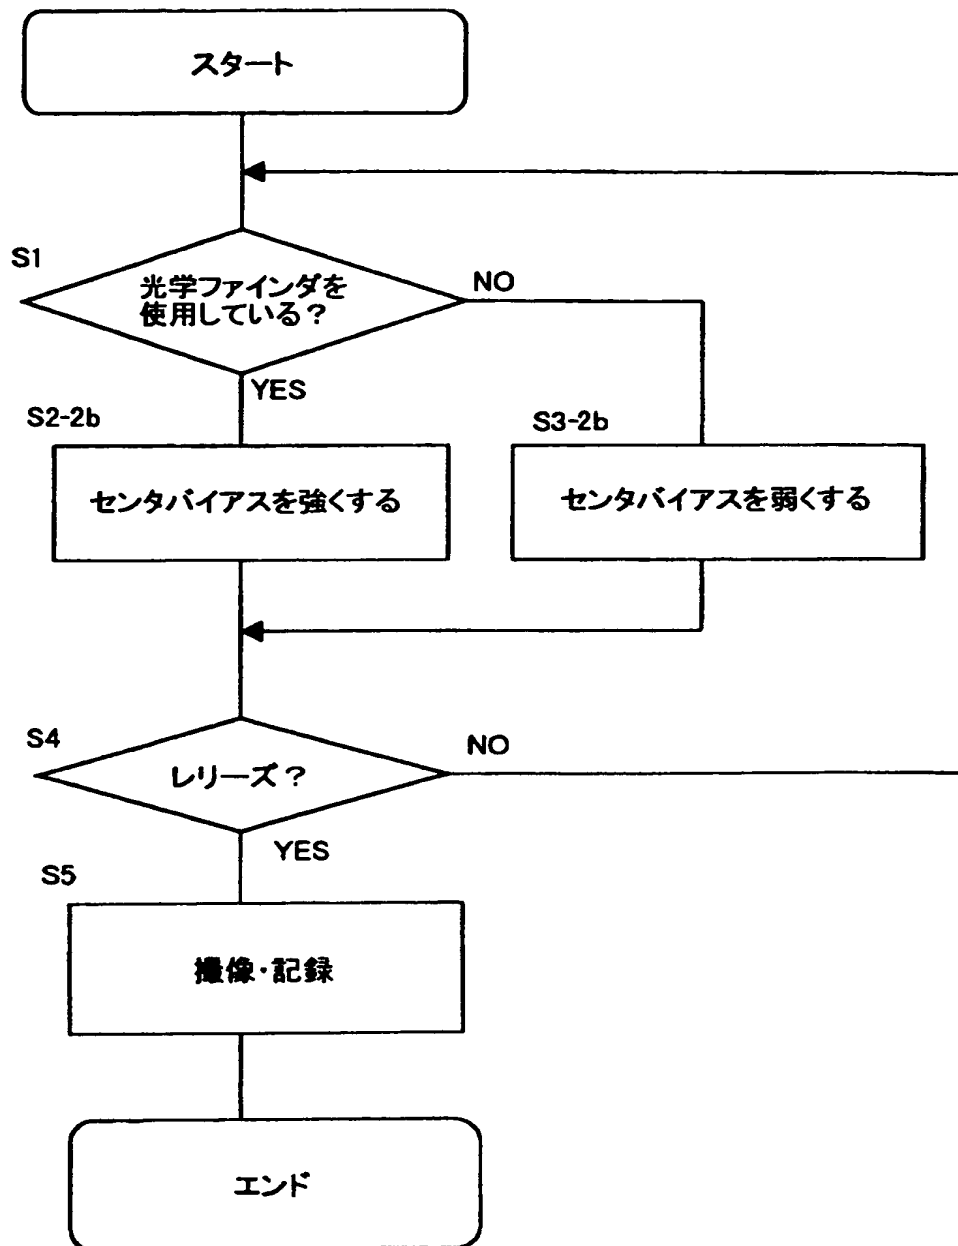 スタート
S1
光学ファインダを
使用している？
NO
YES
S2-2b
S3-2b
センタバイアスを強くする
センタバイアスを弱くする
S4
レリーズ？
NO
YES
S5
撮像・記録
エンド